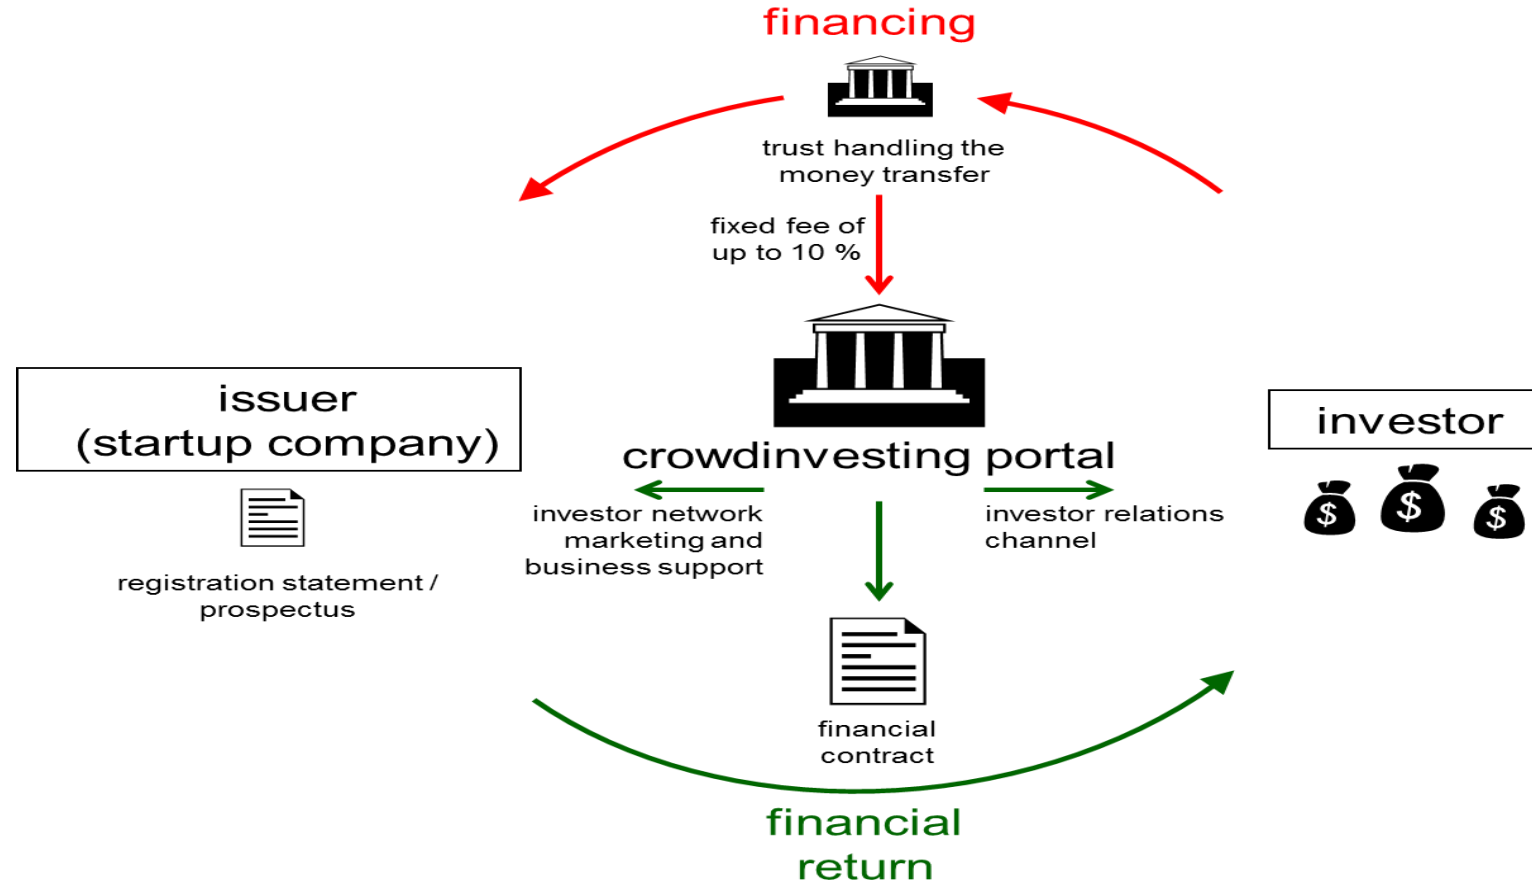 financing
trust handling the
money transfer
fixed fee of
up to 10 %
issuer
(startup company)
registration statement /
prospectus
crowdinvesting portal
investor network
marketing and
business support
investor relations
channel
investor
$ $ $
financial
contract
financial
return